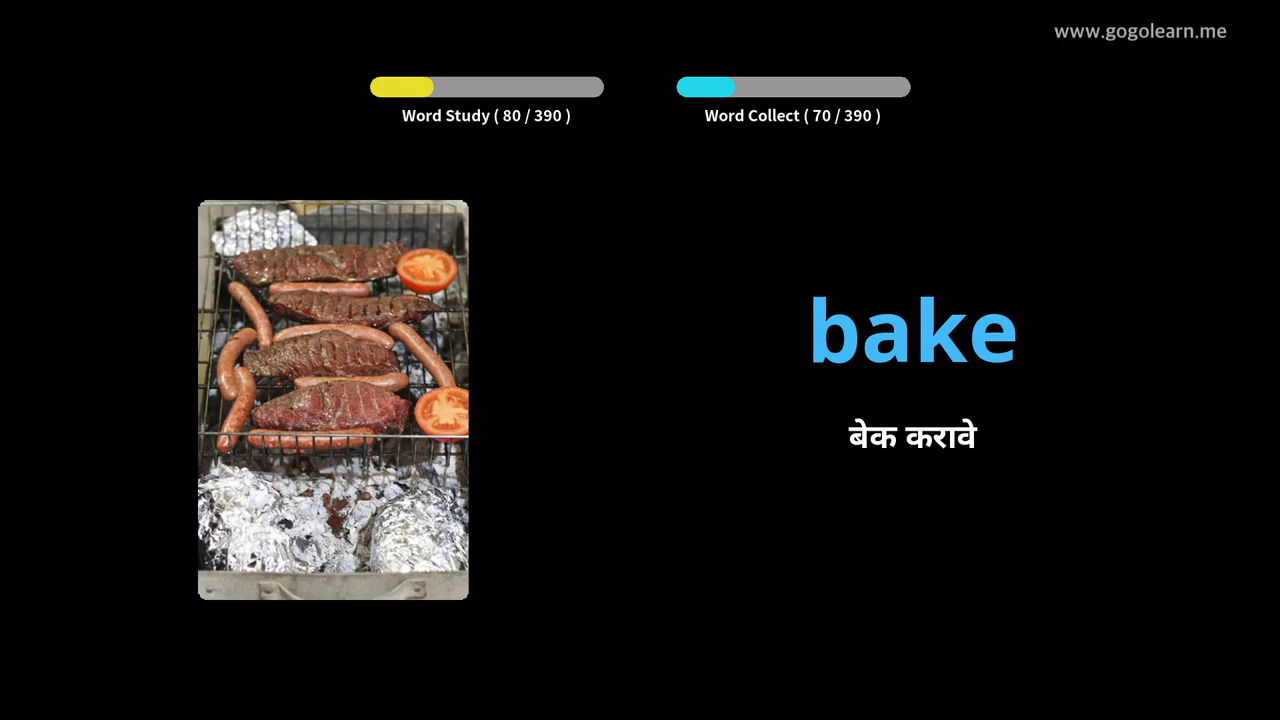 www.gogolearn.me
Word Study ( 80 / 390 )
Word Collect ( 70 / 390 )
bake
बेक करावे